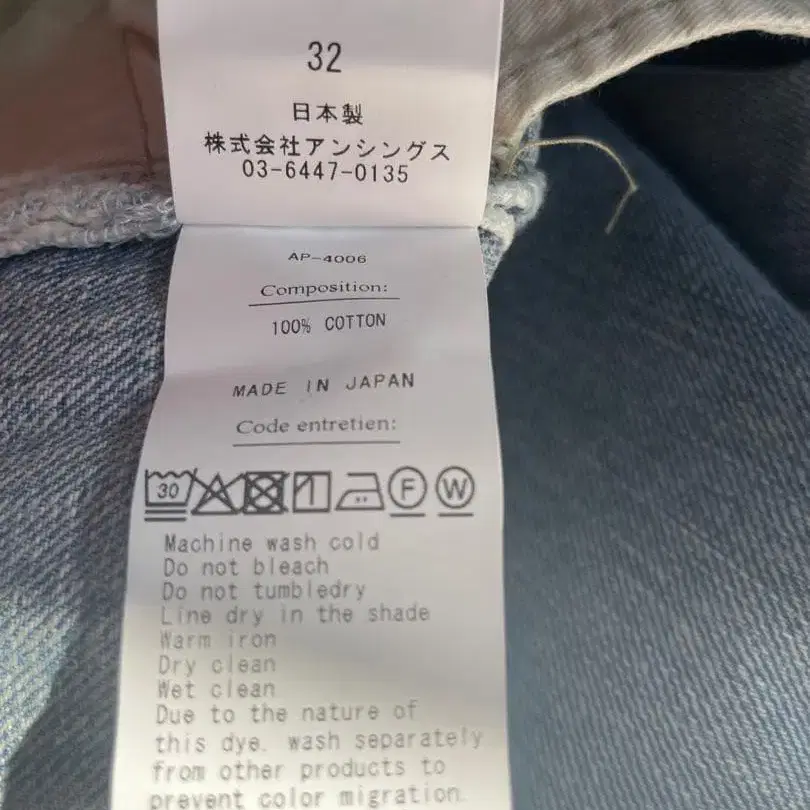 32
日本製
株式会社アンシングス
03-6447-0135
AP-4006
Composition:
100% COTTON
MADE IN JAPAN
Code entretien:
30 F W
Machine wash cold
Do not bleach
Do not tumbledry
Line dry in the shade
Warm iron
Dry clean
Wet clean
Due to the nature of
this dye. wash separately
from other products to
prevent color migration.